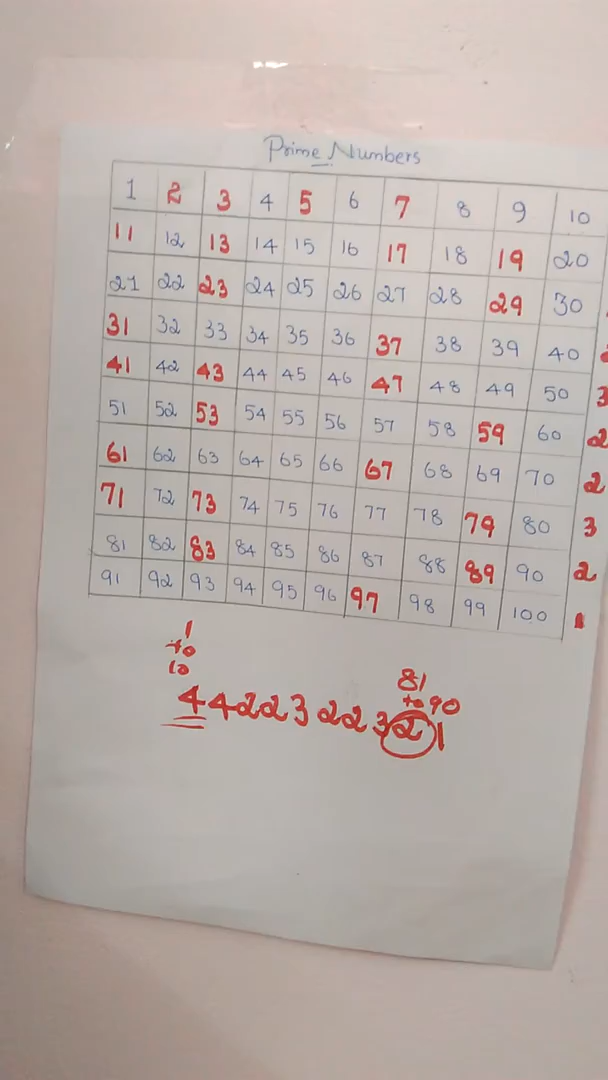 Prime Numbers
1 2 3 4 5 6 7 8 9 10
11 12 13 14 15 16 17 18 19 20
21 22 23 24 25 26 27 28 29 30
31 32 33 34 35 36 37 38 39 40
41 42 43 44 45 46 47 48 49 50 3
51 52 53 54 55 56 57 58 59 60 2
61 62 63 64 65 66 67 68 69 70 2
71 72 73 74 75 76 77 78 79 80 3
81 82 83 84 85 86 87 88 89 90 2
91 92 93 94 95 96 97 98 99 100 1
1
to
10
81
to 90
4 4 2 2 3 2 2 3 2 1